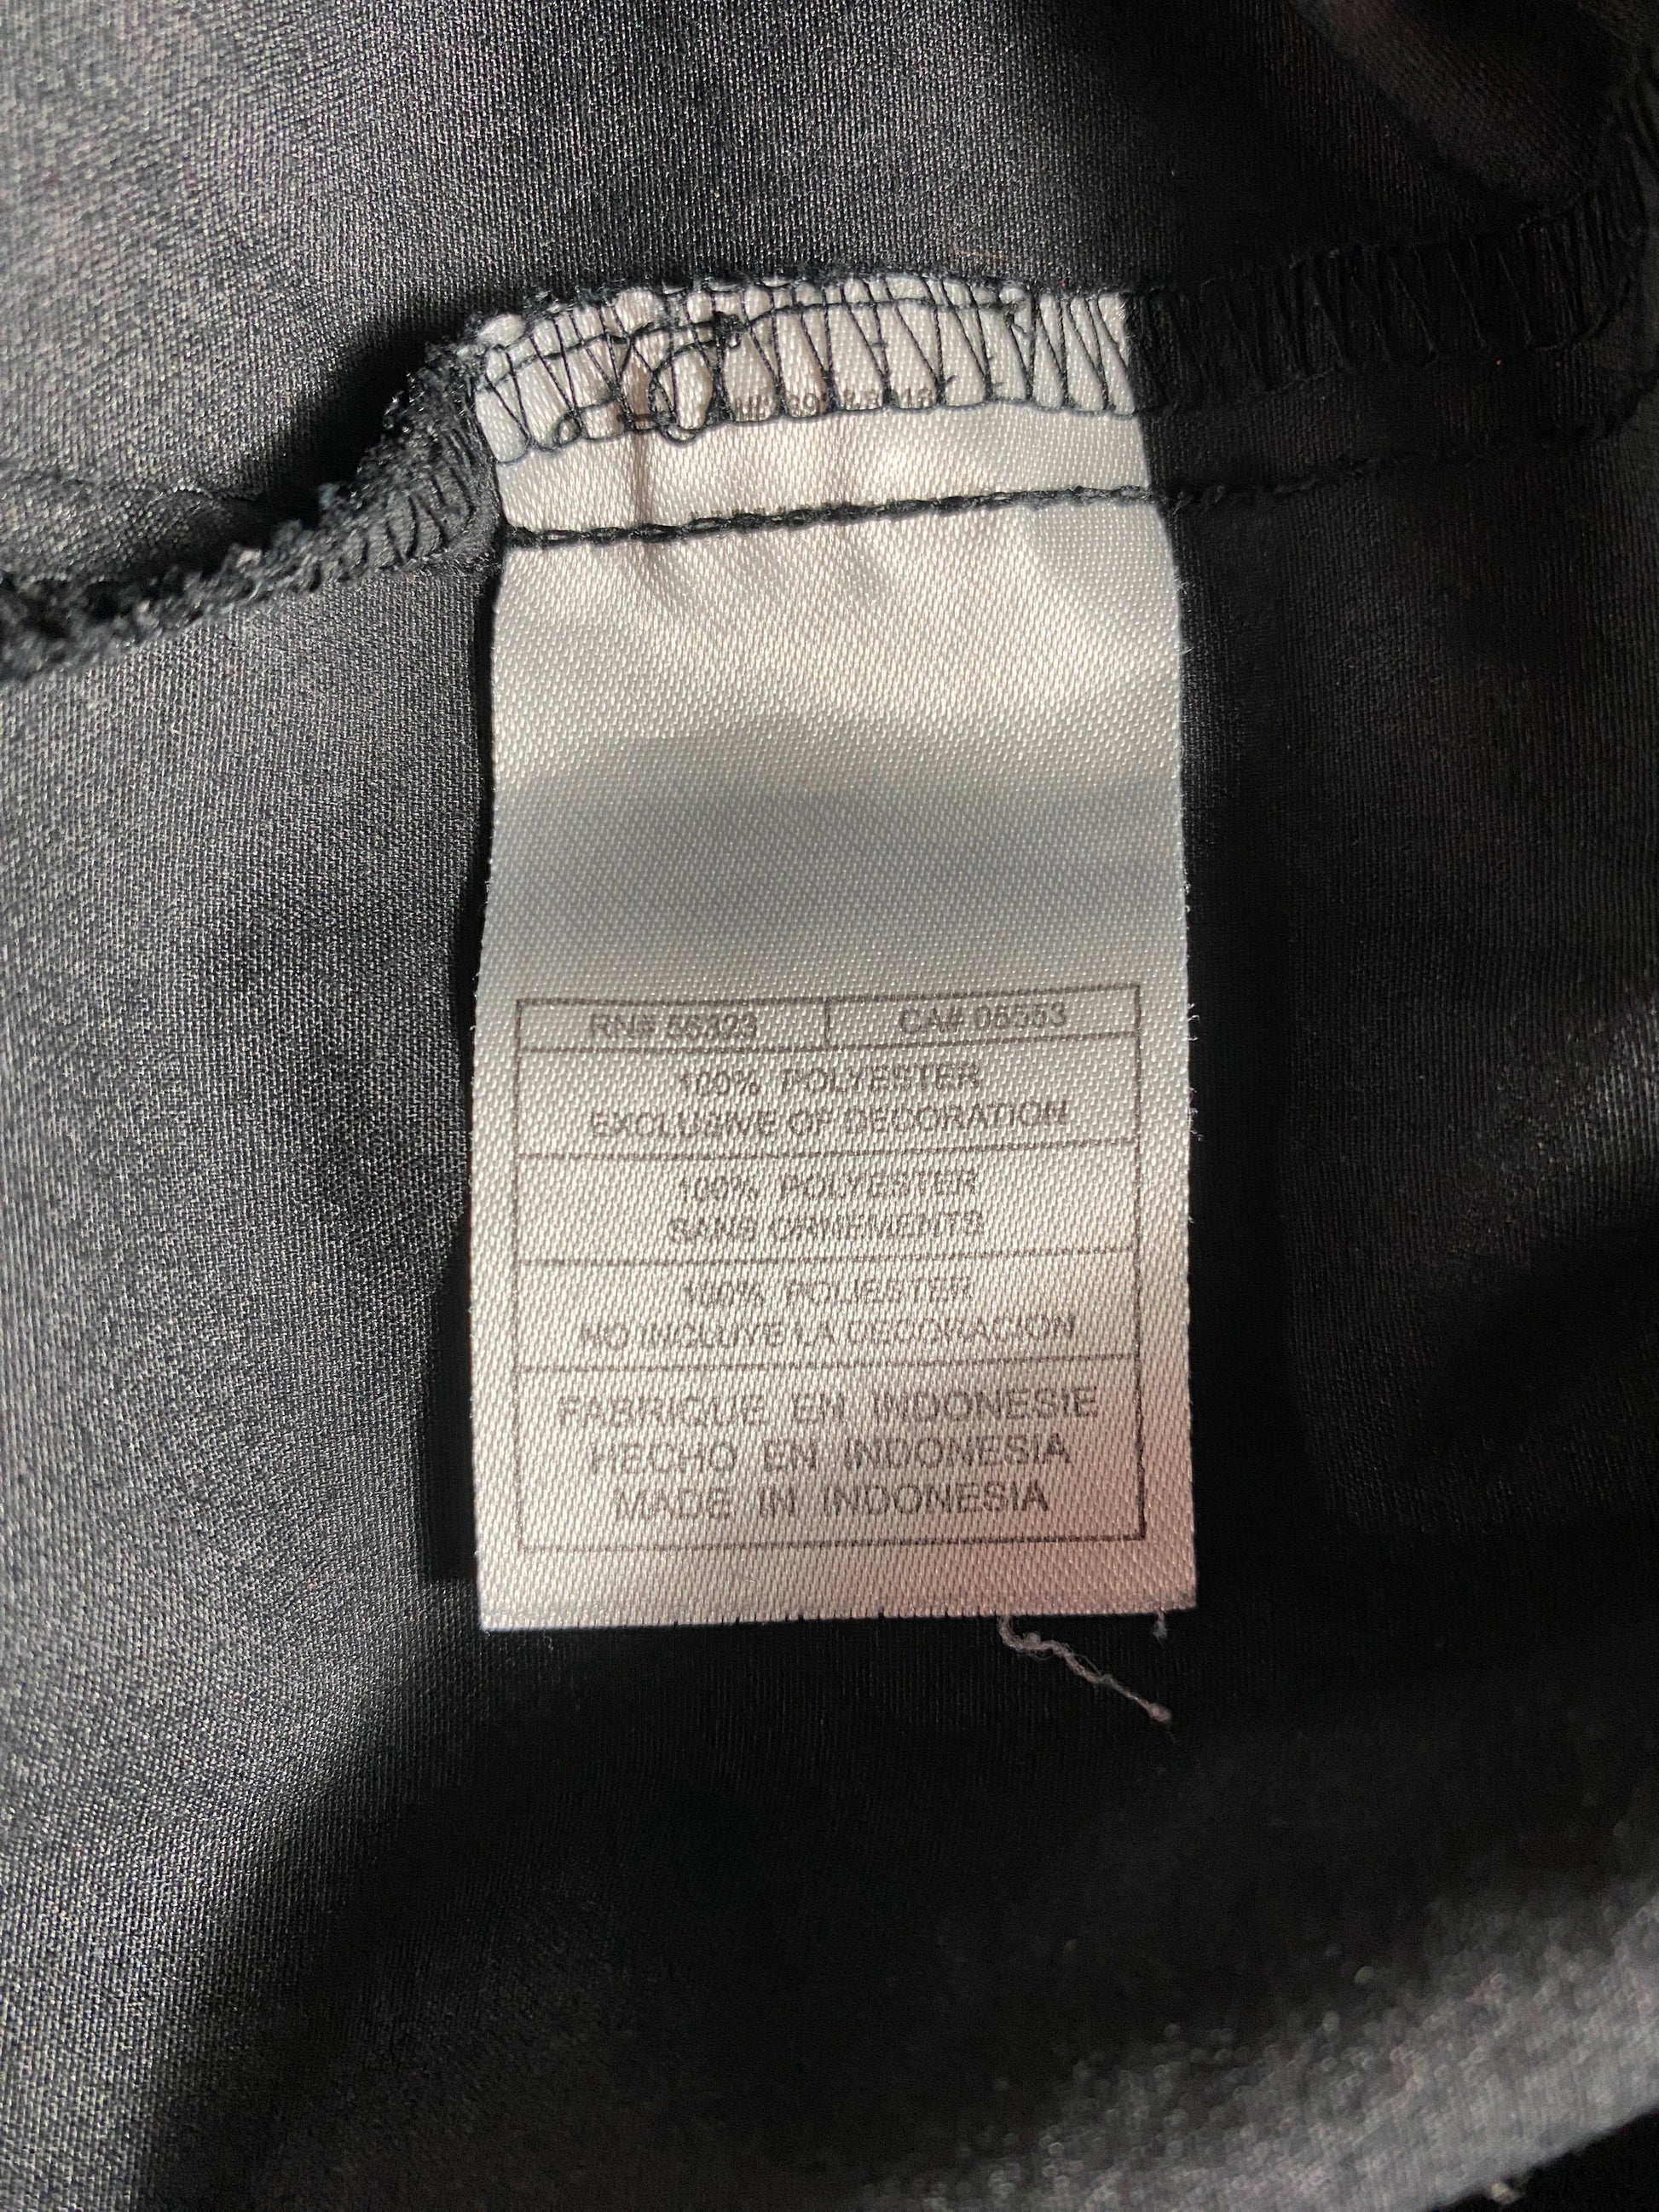 RN# 56323 CA# 05553
100% POLYESTER
EXCLUSIVE OF DECORATION
100% POLYESTER
SANS ORNEMENTS
100% POLIESTER
NO INCLUYE LA DECORACION
FABRIQUE EN INDONESIE
HECHO EN INDONESIA
MADE IN INDONESIA